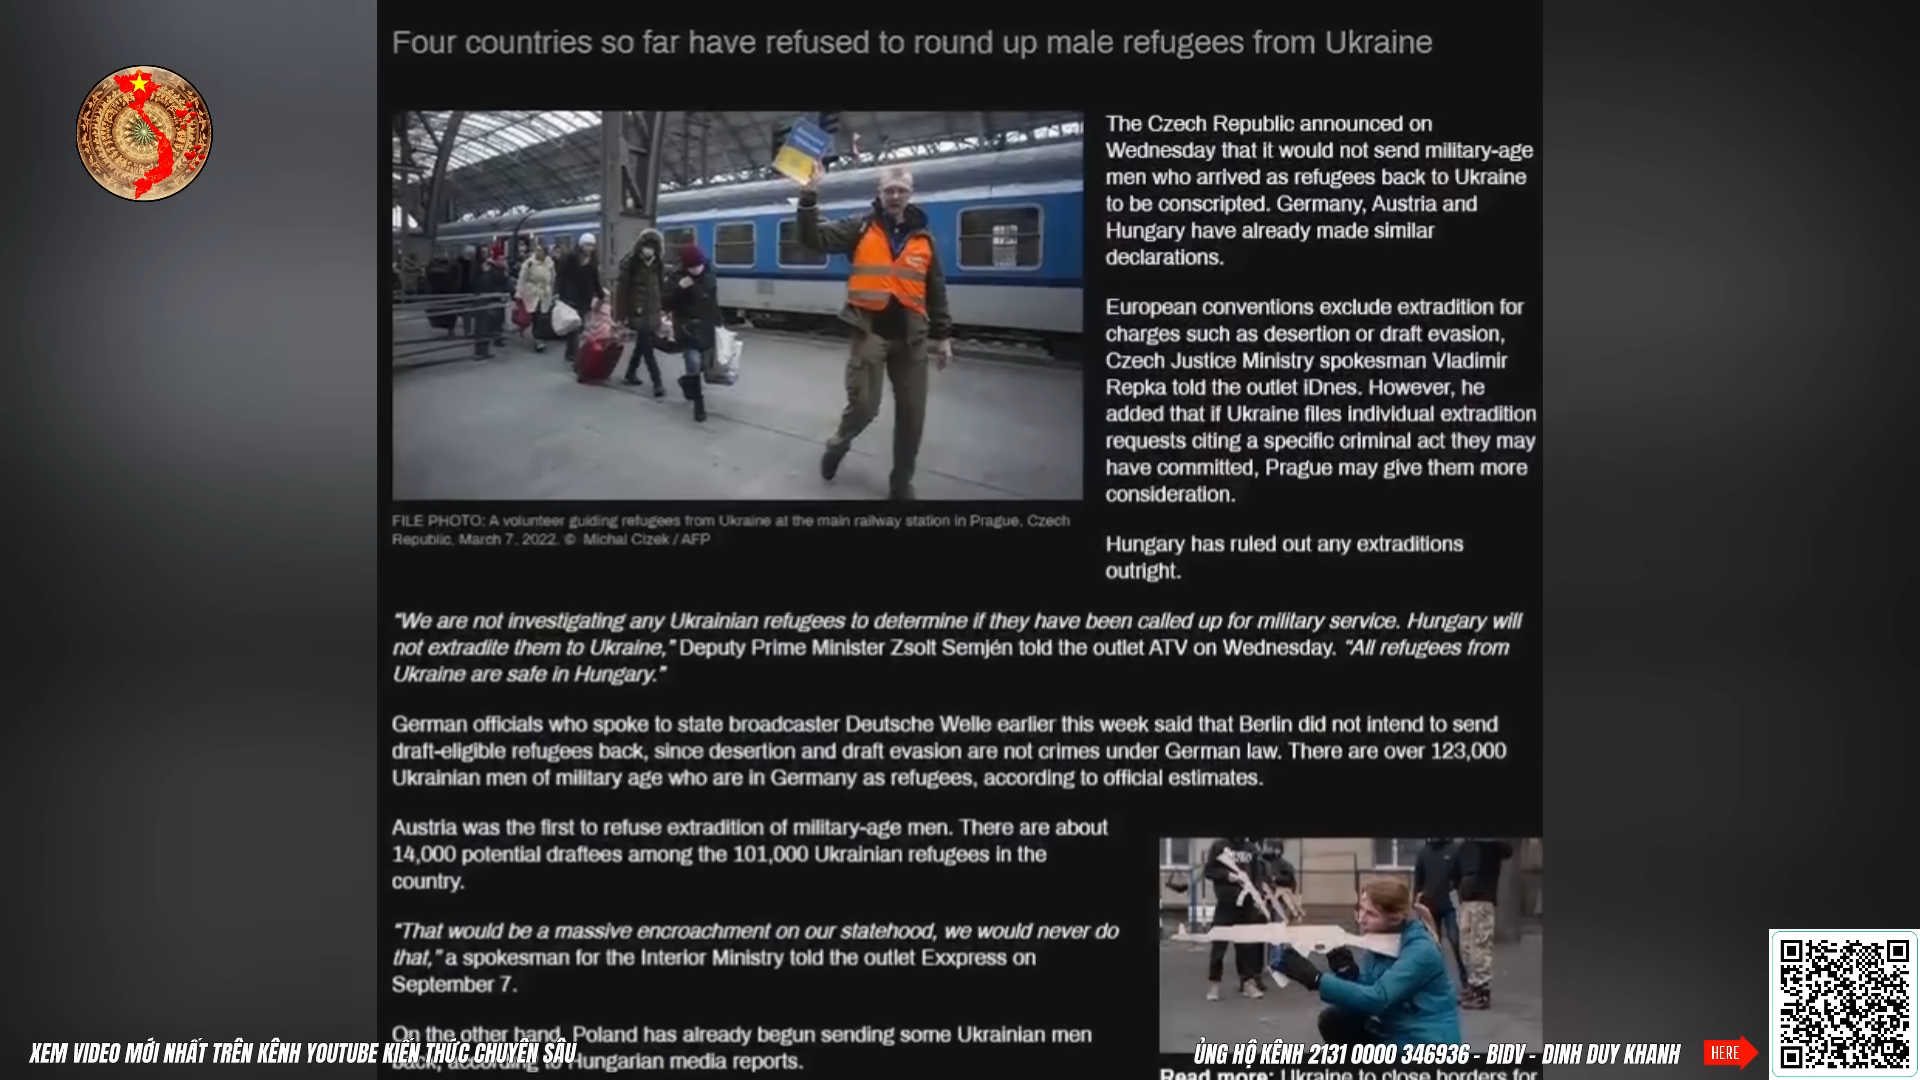 Four countries so far have refused to round up male refugees from Ukraine
The Czech Republic announced on
Wednesday that it would not send military-age
men who arrived as refugees back to Ukraine
to be conscripted. Germany, Austria and
Hungary have already made similar
declarations.
European conventions exclude extradition for
charges such as desertion or draft evasion,
Czech Justice Ministry spokesman Vladimir
Repka told the outlet iDnes. However, he
added that if Ukraine files individual extradition
requests citing a specific criminal act they may
have committed, Prague may give them more
consideration.
FILE PHOTO: A volunteer guiding refugees from Ukraine at the main railway station in Prague, Czech
Republic, March 7, 2022. © Michal Cizek / AFP
Hungary has ruled out any extraditions
outright.
“We are not investigating any Ukrainian refugees to determine if they have been called up for military service. Hungary will
not extradite them to Ukraine,” Deputy Prime Minister Zsolt Semjén told the outlet ATV on Wednesday. “All refugees from
Ukraine are safe in Hungary.”
German officials who spoke to state broadcaster Deutsche Welle earlier this week said that Berlin did not intend to send
draft-eligible refugees back, since desertion and draft evasion are not crimes under German law. There are over 123,000
Ukrainian men of military age who are in Germany as refugees, according to official estimates.
Austria was the first to refuse extradition of military-age men. There are about
14,000 potential draftees among the 101,000 Ukrainian refugees in the
country.
“That would be a massive encroachment on our statehood, we would never do
that,” a spokesman for the Interior Ministry told the outlet Exxpress on
September 7.
On the other hand, Poland has already begun sending some Ukrainian men
back, according to Hungarian media reports.
Read more: Ukraine to close borders for
XEM VIDEO MỚI NHẤT TRÊN KÊNH YOUTUBE KIẾN THỨC CHUYÊN SÂU
ỦNG HỘ KÊNH 2131 0000 346936 - BIDV - DINH DUY KHANH
HERE